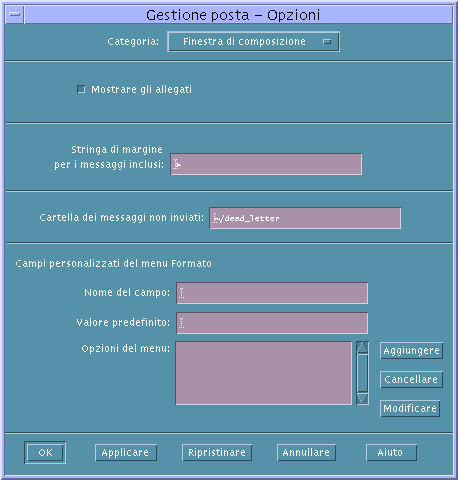 Gestione posta – Opzioni
Categoria: Finestra di composizione
Mostrare gli allegati
Stringa di margine
per i messaggi inclusi: >
Cartella dei messaggi non inviati: ~/dead_letter
Campi personalizzati del menu Formato
Nome del campo:
Valore predefinito:
Opzioni del menu:
Aggiungere
Cancellare
Modificare
OK Applicare Ripristinare Annullare Aiuto